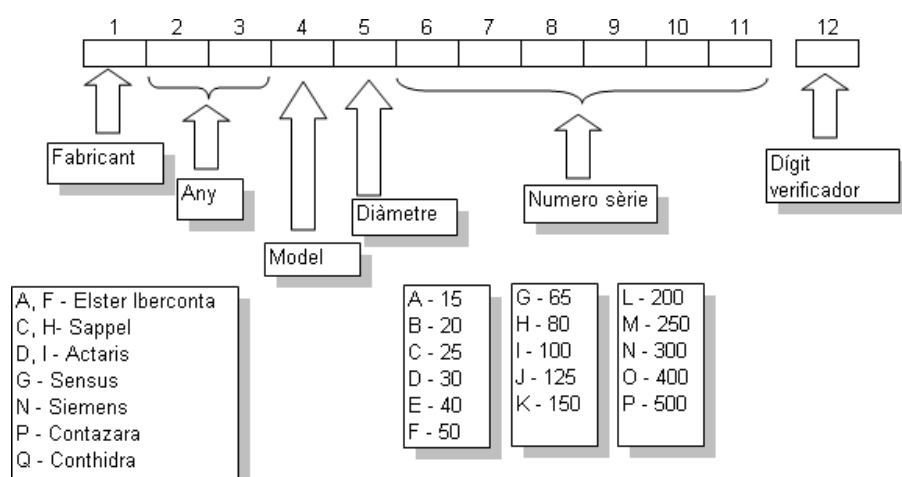 1 2 3 4 5 6 7 8 9 10 11 12
Fabricant
Any
Model
Diàmetre
Numero sèrie
Dígit
verificador
A, F - Elster Iberconta
C, H- Sappel
D, I - Actaris
G - Sensus
N - Siemens
P - Contazara
Q - Conthidra
A - 15
B - 20
C - 25
D - 30
E - 40
F - 50
G - 65
H - 80
I - 100
J - 125
K - 150
L - 200
M - 250
N - 300
O - 400
P - 500